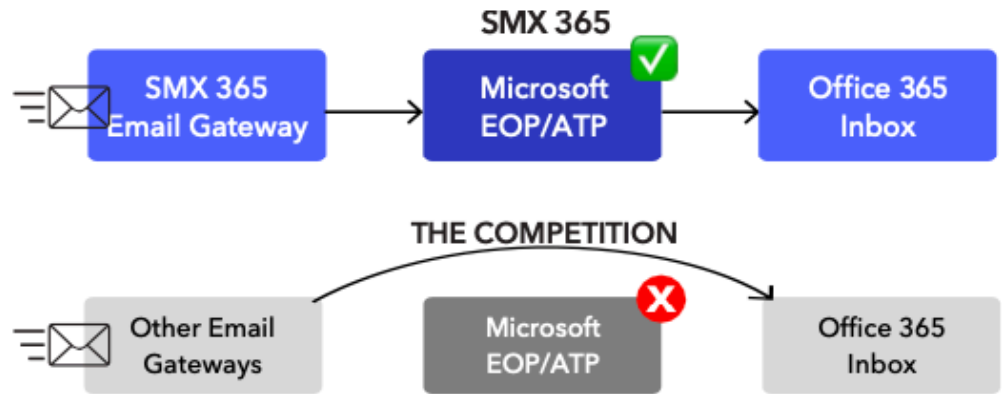 SMX 365
SMX 365
Email Gateway
Microsoft
EOP/ATP
Office 365
Inbox
THE COMPETITION
Other Email
Gateways
Microsoft
EOP/ATP
Office 365
Inbox